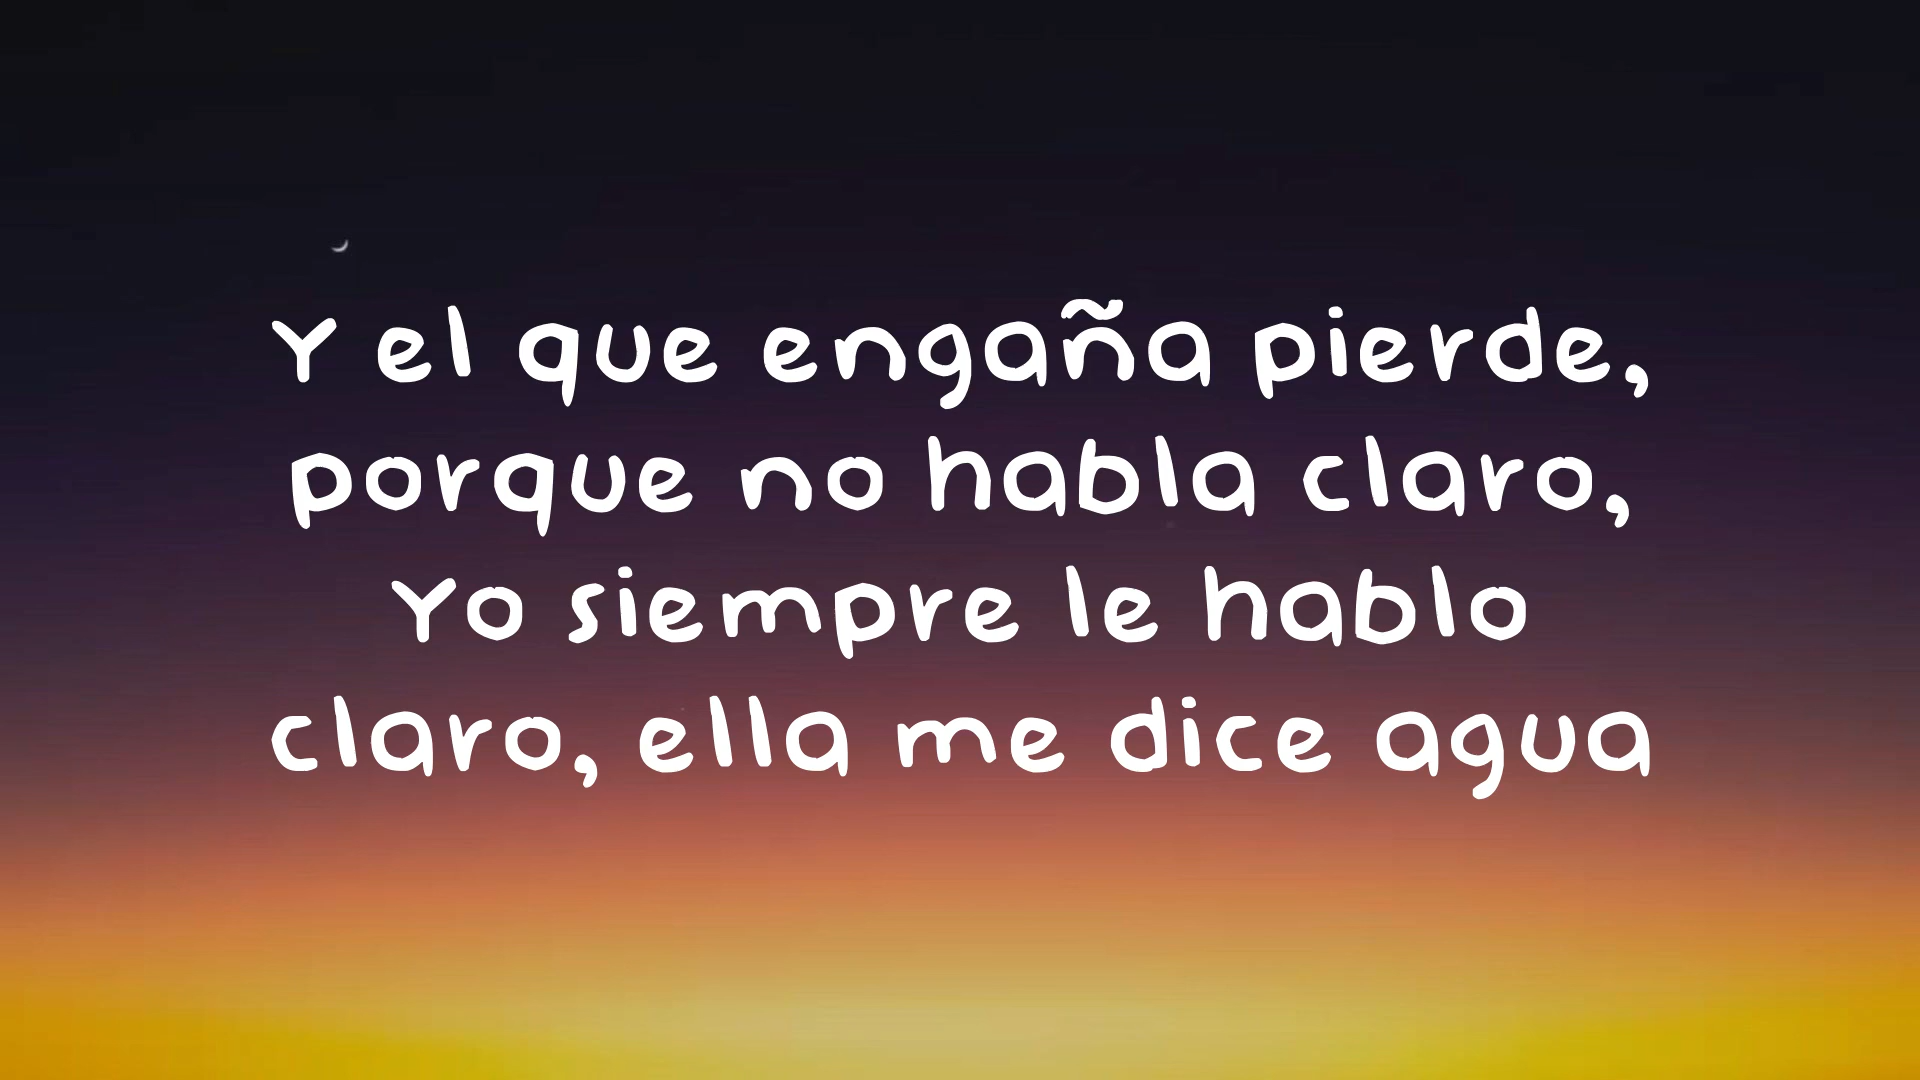 Y el que engaña pierde,
porque no habla claro,
Yo siempre le hablo
claro, ella me dice agua